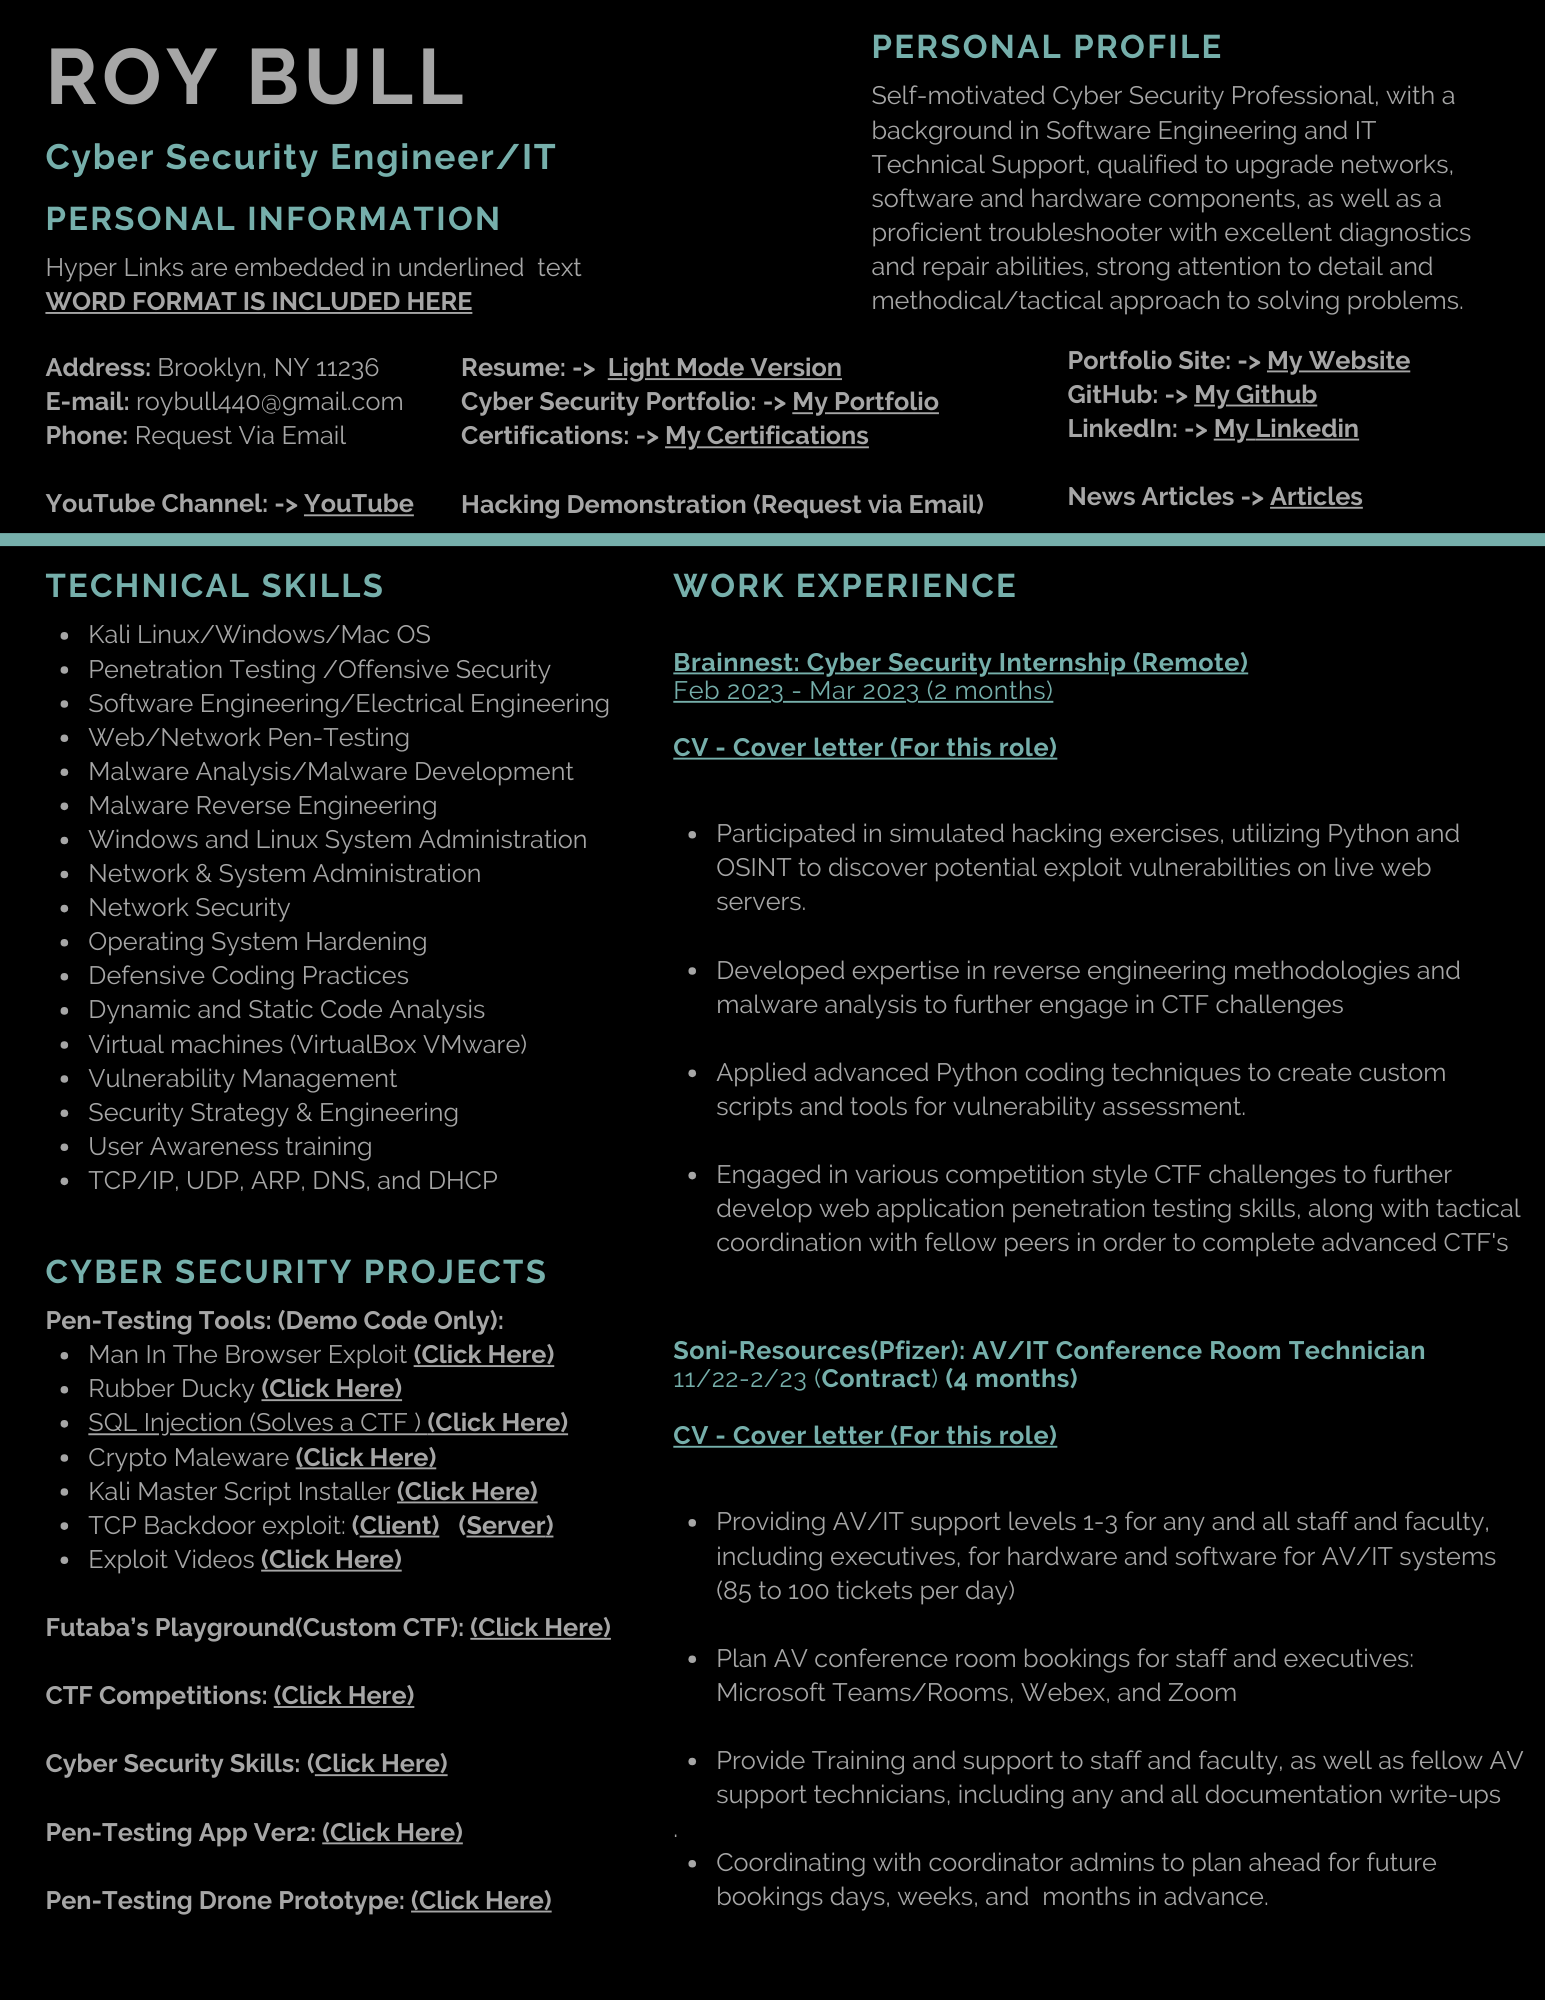 ROY BULL
Cyber Security Engineer/IT
PERSONAL INFORMATION
Hyper Links are embedded in underlined  text
WORD FORMAT IS INCLUDED HERE
PERSONAL PROFILE
Self-motivated Cyber Security Professional, with a
background in Software Engineering and IT
Technical Support, qualified to upgrade networks,
software and hardware components, as well as a
proficient troubleshooter with excellent diagnostics
and repair abilities, strong attention to detail and
methodical/tactical approach to solving problems.
Address: Brooklyn, NY 11236
E-mail: roybull440@gmail.com
Phone: Request Via Email
YouTube Channel: -> YouTube
Resume: ->  Light Mode Version
Cyber Security Portfolio: -> My Portfolio
Certifications: -> My Certifications
Hacking Demonstration (Request via Email)
Portfolio Site: -> My Website
GitHub: -> My Github
LinkedIn: -> My Linkedin
News Articles -> Articles
TECHNICAL SKILLS
• Kali Linux/Windows/Mac OS
• Penetration Testing /Offensive Security
• Software Engineering/Electrical Engineering
• Web/Network Pen-Testing
• Malware Analysis/Malware Development
• Malware Reverse Engineering
• Windows and Linux System Administration
• Network & System Administration
• Network Security
• Operating System Hardening
• Defensive Coding Practices
• Dynamic and Static Code Analysis
• Virtual machines (VirtualBox VMware)
• Vulnerability Management
• Security Strategy & Engineering
• User Awareness training
• TCP/IP, UDP, ARP, DNS, and DHCP
CYBER SECURITY PROJECTS
Pen-Testing Tools: (Demo Code Only):
• Man In The Browser Exploit (Click Here)
• Rubber Ducky (Click Here)
• SQL Injection (Solves a CTF ) (Click Here)
• Crypto Maleware (Click Here)
• Kali Master Script Installer (Click Here)
• TCP Backdoor exploit: (Client)   (Server)
• Exploit Videos (Click Here)
Futaba’s Playground(Custom CTF): (Click Here)
CTF Competitions: (Click Here)
Cyber Security Skills: (Click Here)
Pen-Testing App Ver2: (Click Here)
Pen-Testing Drone Prototype: (Click Here)
WORK EXPERIENCE
Brainnest: Cyber Security Internship (Remote)
Feb 2023 - Mar 2023 (2 months)
CV - Cover letter (For this role)
• Participated in simulated hacking exercises, utilizing Python and
OSINT to discover potential exploit vulnerabilities on live web
servers.
• Developed expertise in reverse engineering methodologies and
malware analysis to further engage in CTF challenges
• Applied advanced Python coding techniques to create custom
scripts and tools for vulnerability assessment.
• Engaged in various competition style CTF challenges to further
develop web application penetration testing skills, along with tactical
coordination with fellow peers in order to complete advanced CTF's
Soni-Resources(Pfizer): AV/IT Conference Room Technician
11/22-2/23 (Contract) (4 months)
CV - Cover letter (For this role)
• Providing AV/IT support levels 1-3 for any and all staff and faculty,
including executives, for hardware and software for AV/IT systems
(85 to 100 tickets per day)
• Plan AV conference room bookings for staff and executives:
Microsoft Teams/Rooms, Webex, and Zoom
• Provide Training and support to staff and faculty, as well as fellow AV
support technicians, including any and all documentation write-ups
.
• Coordinating with coordinator admins to plan ahead for future
bookings days, weeks, and  months in advance.